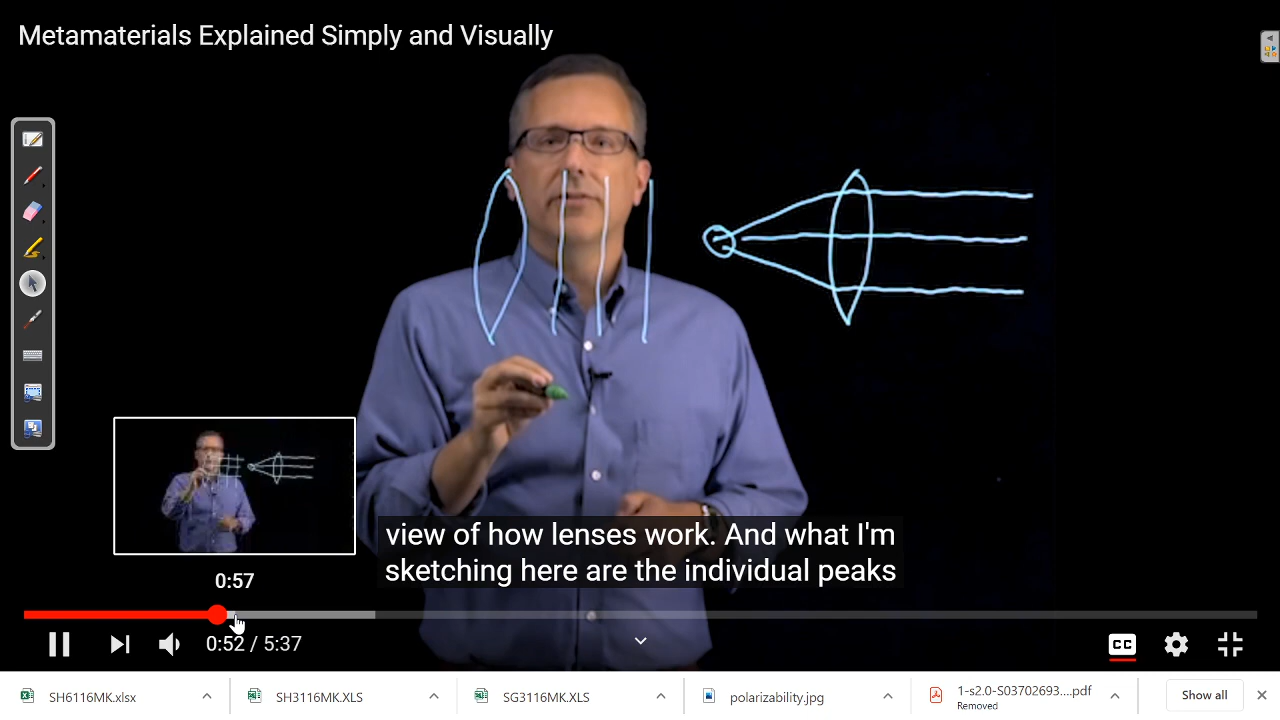 Metamaterials Explained Simply and Visually
view of how lenses work. And what I'm
sketching here are the individual peaks
0:57
0:52 / 5:37
CC
SH6116MK.xlsx
SH3116MK.XLS
SG3116MK.XLS
polarizability.jpg
1-s2.0-S03702693....pdf
Removed
Show all